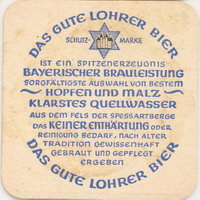 DAS GUTE LOHRER BIER
SCHUTZ- MARKE
IST EIN SPITZENERZEUGNIS
BAYERISCHER BRAULEISTUNG
SORGFÄLTIGSTE AUSWAHL VON BESTEM
HOPFEN UND MALZ
KLARSTES QUELLWASSER
AUS DEM FELS DER SPESSARTBERGE
DAS KEINER ENTHÄRTUNG ODER
REINIGUNG BEDARF, NACH ALTER
TRADITION GEWISSENHAFT
GEBRAUT UND GEPFLEGT
ERGEBEN
DAS GUTE LOHRER BIER